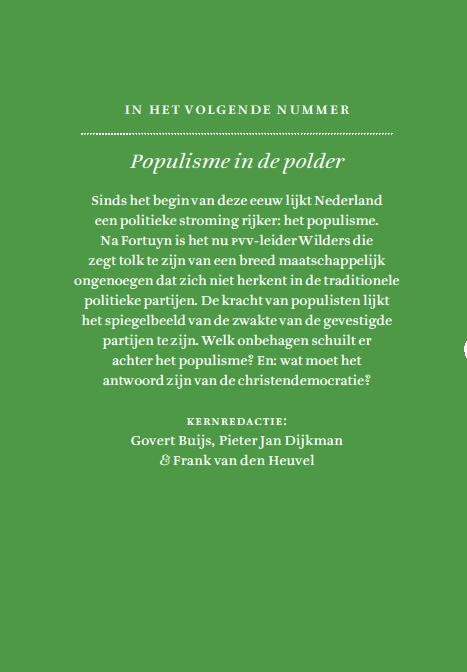 IN HET VOLGENDE NUMMER
Populisme in de polder
Sinds het begin van deze eeuw lijkt Nederland
een politieke stroming rijker: het populisme.
Na Fortuyn is het nu PVV-leider Wilders die
zegt tolk te zijn van een breed maatschappelijk
ongenoegen dat zich niet herkent in de traditionele
politieke partijen. De kracht van populisten lijkt
het spiegelbeeld van de zwakte van de gevestigde
partijen te zijn. Welk onbehagen schuilt er
achter het populisme? En: wat moet het
antwoord zijn van de christendemocratie?
KERNREDACTIE:
Govert Buijs, Pieter Jan Dijkman
& Frank van den Heuvel